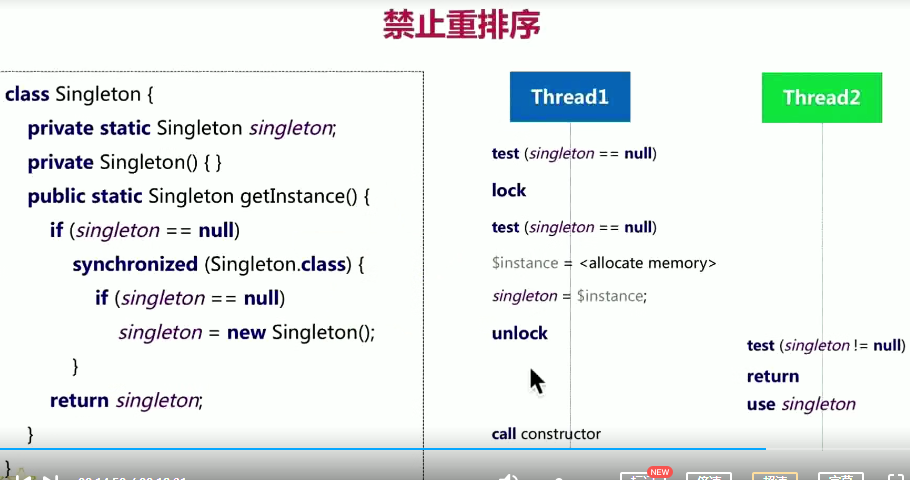 禁止重排序
class Singleton {
private static Singleton singleton;
private Singleton() { }
public static Singleton getInstance() {
if (singleton == null)
synchronized (Singleton.class) {
if (singleton == null)
singleton = new Singleton();
}
return singleton;
}
}
Thread1
test (singleton == null)
lock
test (singleton == null)
$instance = <allocate memory>
singleton = $instance;
unlock
call constructor
Thread2
test (singleton != null)
return
use singleton
NEW